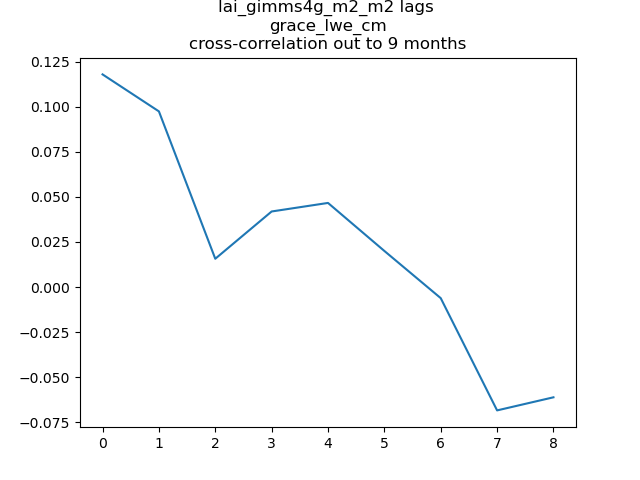 lai_gimms4g_m2_m2 lags
grace_lwe_cm
cross-correlation out to 9 months
0.125
0.100
0.075
0.050
0.025
0.000
−0.025
−0.050
−0.075
0 1 2 3 4 5 6 7 8